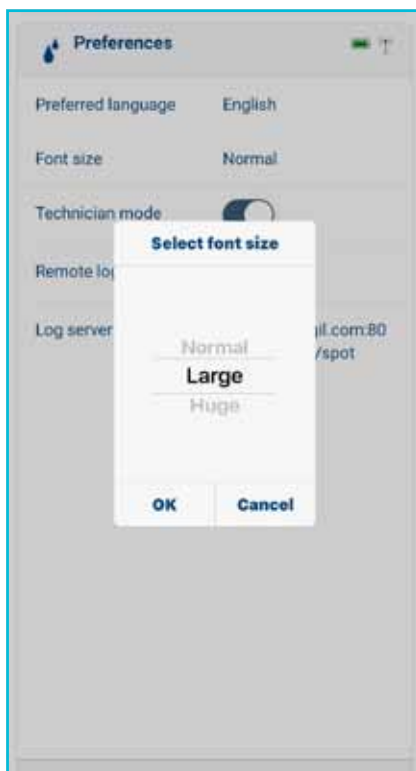 Preferences
Preferred language English
Font size Normal
Technician mode
Select font size
Remote log
Log server gil.com:80
/spot
Normal
Large
Huge
OK Cancel